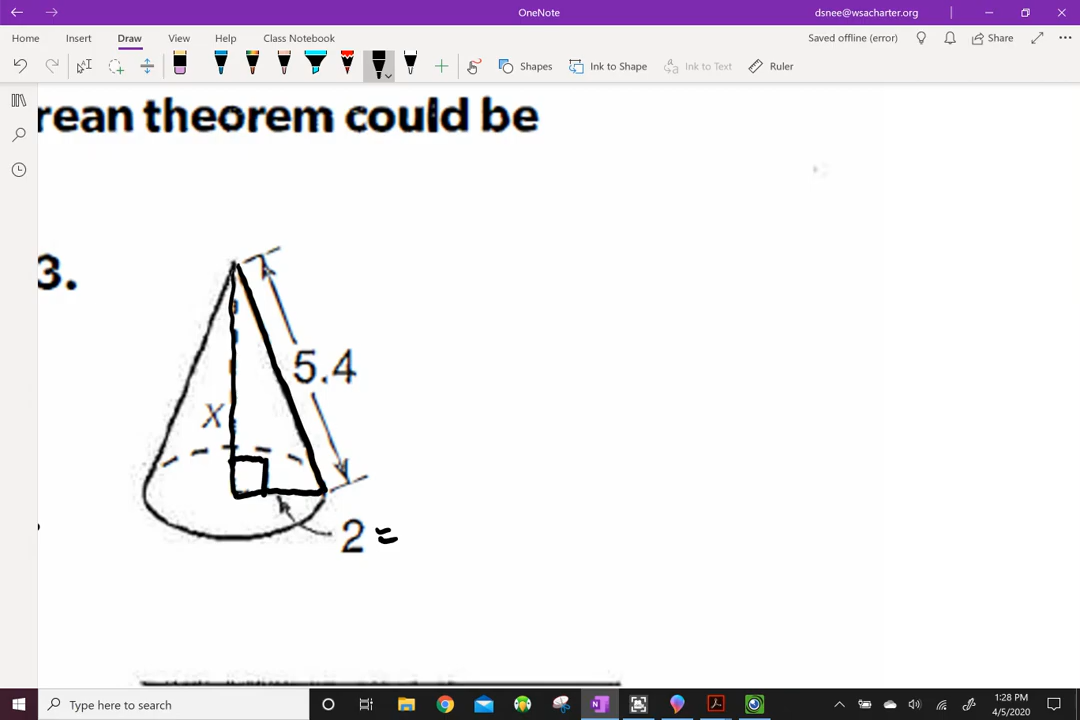 OneNote
dsnee@wsacharter.org
Home Insert Draw View Help Class Notebook
Saved offline (error) Share
Shapes Ink to Shape Ink to Text Ruler
rean theorem could be
3.
5.4
x
2 =
Type here to search
1:28 PM
4/5/2020